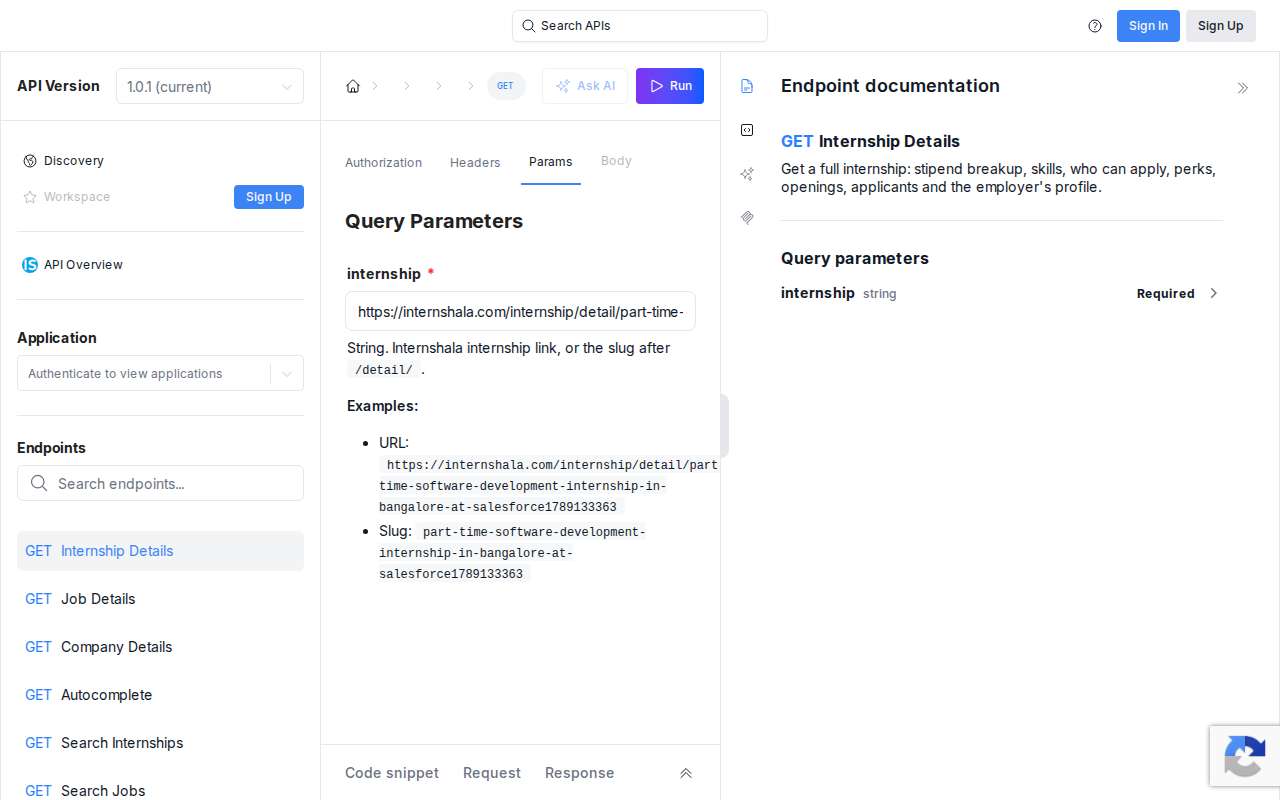 Search APIs
Sign In
Sign Up
API Version
1.0.1 (current)
Discovery
Workspace
Sign Up
API Overview
Application
Authenticate to view applications
Endpoints
Search endpoints...
GET Internship Details
GET Job Details
GET Company Details
GET Autocomplete
GET Search Internships
GET Search Jobs
GET
Ask AI
Run
Authorization
Headers
Params
Body
Query Parameters
internship *
https://internshala.com/internship/detail/part-time-
String. Internshala internship link, or the slug after
/detail/ .
Examples:
URL:
https://internshala.com/internship/detail/part
time-software-development-internship-in-
bangalore-at-salesforce1789133363
Slug: part-time-software-development-
internship-in-bangalore-at-
salesforce1789133363
Code snippet
Request
Response
Endpoint documentation
GET Internship Details
Get a full internship: stipend breakup, skills, who can apply, perks,
openings, applicants and the employer's profile.
Query parameters
internship string
Required